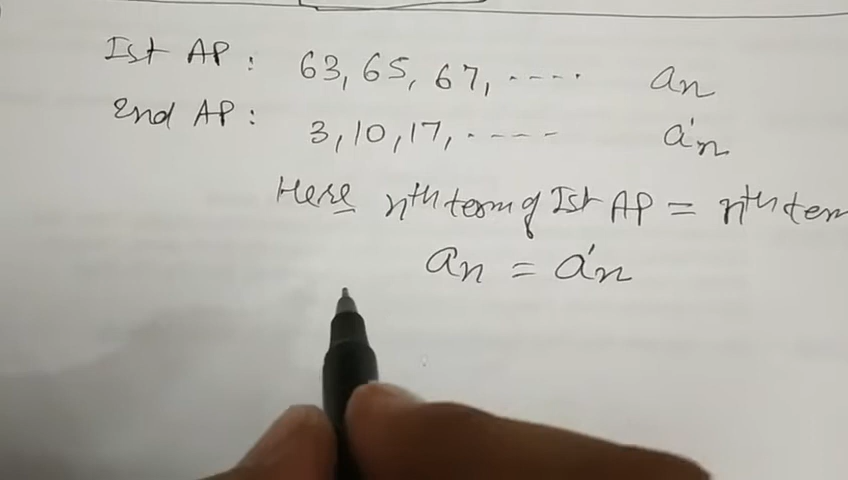 Ist AP : 63, 65, 67, ..... an
2nd AP : 3, 10, 17, ----- a'n
Here nth term of Ist AP = nth ter
an = a'n